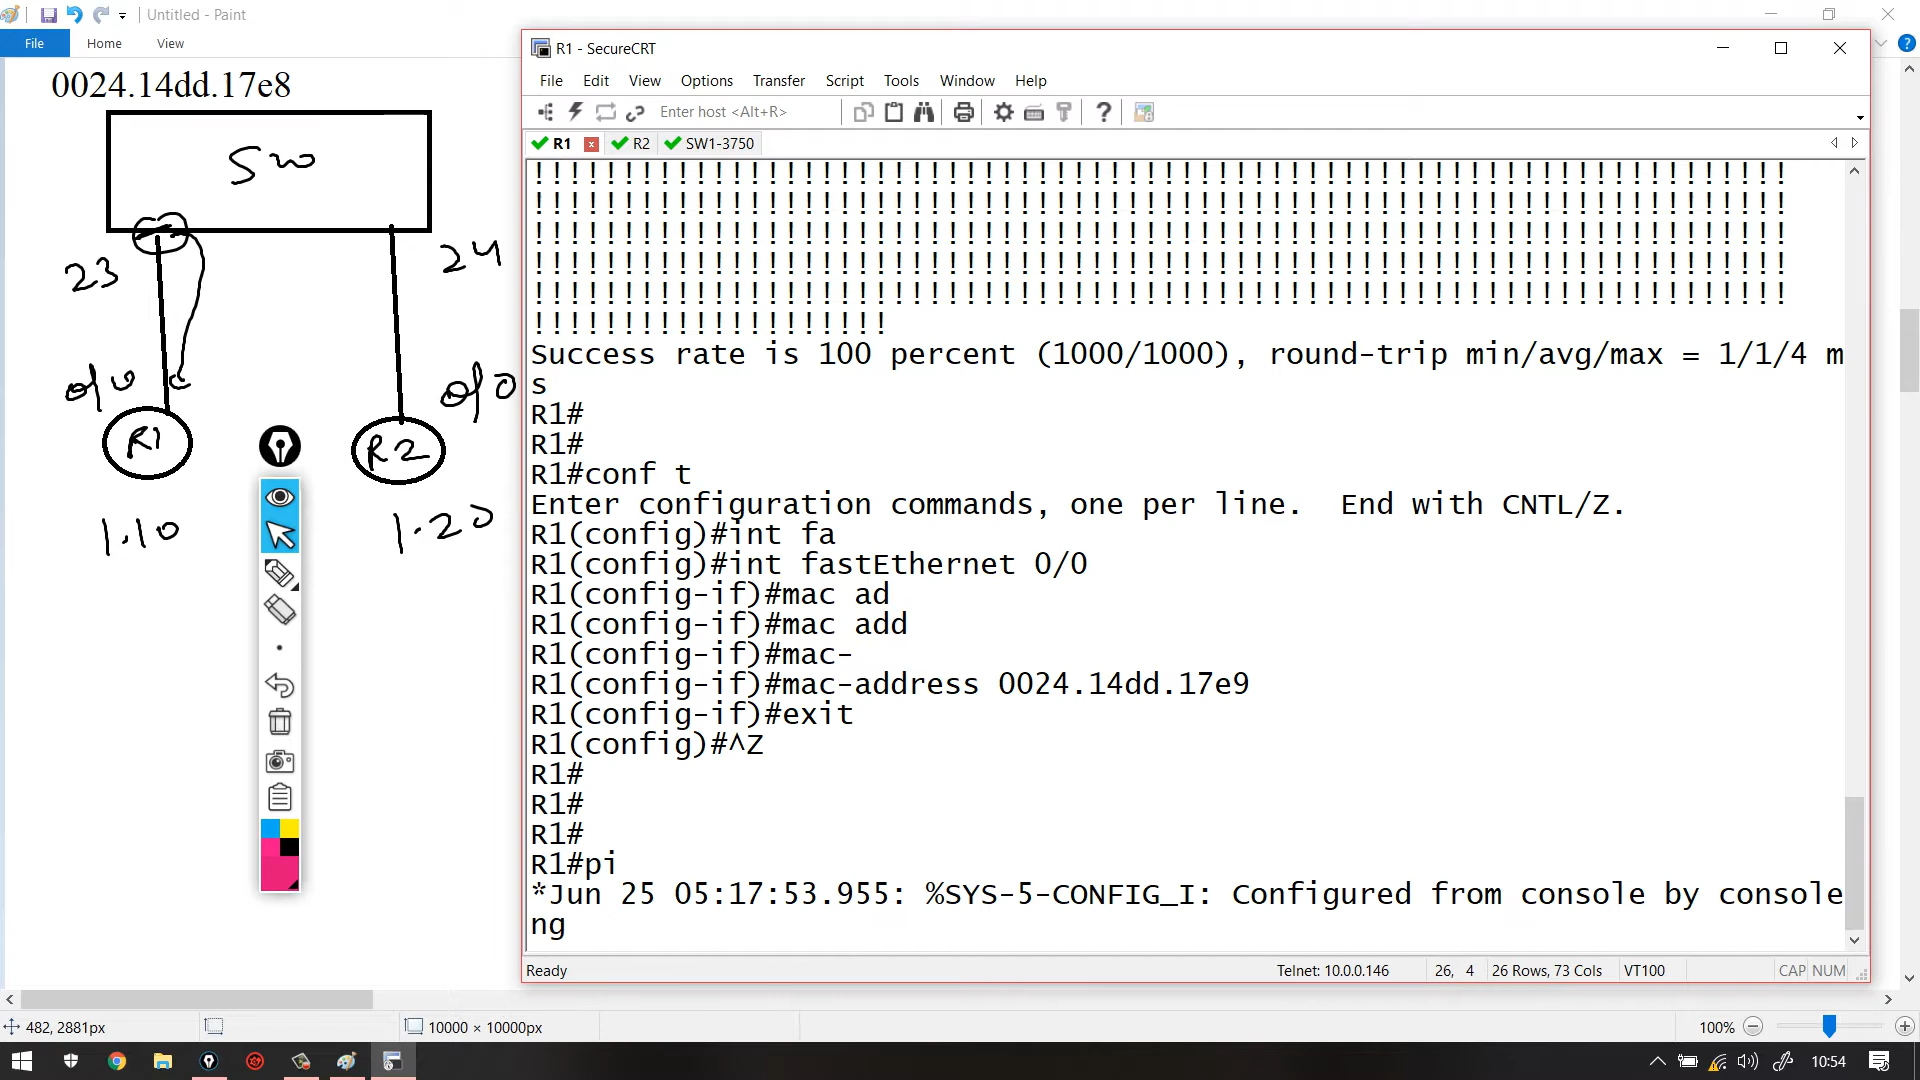 Untitled - Paint
File Home View
0024.14dd.17e8
SW
23
24
0/0
0/0
R1
R2
1.10
1.20
R1 - SecureCRT
File Edit View Options Transfer Script Tools Window Help
Enter host <Alt+R>
R1 R2 SW1-3750
!!!!!!!!!!!!!!!!!!!!!!!!!!!!!!!!!!!!!!!!!!!!!!!!!!!!!!!!!!!!!!!!!!!!!!
!!!!!!!!!!!!!!!!!!!!!!!!!!!!!!!!!!!!!!!!!!!!!!!!!!!!!!!!!!!!!!!!!!!!!!
!!!!!!!!!!!!!!!!!!!!!!!!!!!!!!!!!!!!!!!!!!!!!!!!!!!!!!!!!!!!!!!!!!!!!!
!!!!!!!!!!!!!!!!!!!!!!!!!!!!!!!!!!!!!!!!!!!!!!!!!!!!!!!!!!!!!!!!!!!!!!
!!!!!!!!!!!!!!!!!!!!!!!!!!!!!!!!!!!!!!!!!!!!!!!!!!!!!!!!!!!!!!!!!!!!!!
!!!!!!!!!!!!!!!!!!!!
Success rate is 100 percent (1000/1000), round-trip min/avg/max = 1/1/4 m
s
R1#
R1#
R1#conf t
Enter configuration commands, one per line.  End with CNTL/Z.
R1(config)#int fa
R1(config)#int fastEthernet 0/0
R1(config-if)#mac ad
R1(config-if)#mac add
R1(config-if)#mac-
R1(config-if)#mac-address 0024.14dd.17e9
R1(config-if)#exit
R1(config)#^Z
R1#
R1#
R1#
R1#pi
*Jun 25 05:17:53.955: %SYS-5-CONFIG_I: Configured from console by console
ng
Ready Telnet: 10.0.0.146 26, 4 26 Rows, 73 Cols VT100 CAP NUM
482, 2881px 10000 × 10000px 100%
10:54